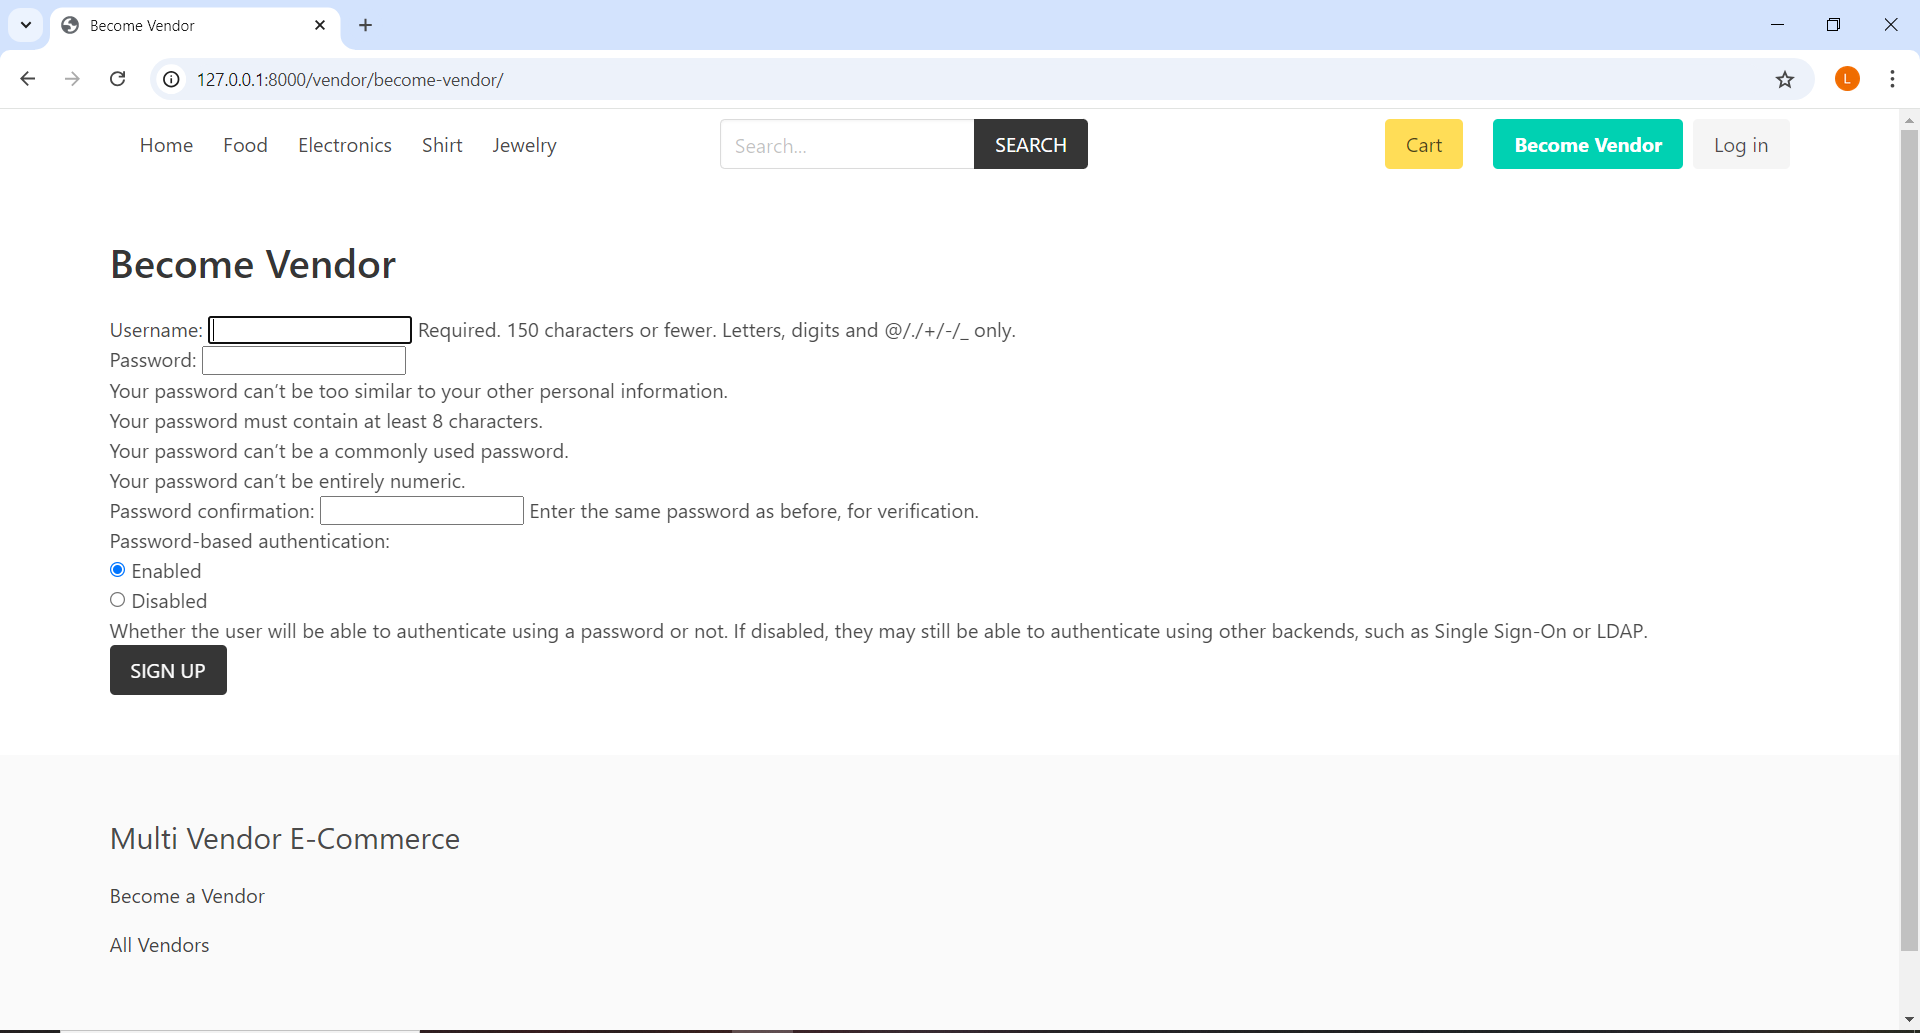 Become Vendor
127.0.0.1:8000/vendor/become-vendor/
L
Home Food Electronics Shirt Jewelry Search... SEARCH Cart Become Vendor Log in
Become Vendor
Username: Required. 150 characters or fewer. Letters, digits and @/./+/-/_ only.
Password:
Your password can’t be too similar to your other personal information.
Your password must contain at least 8 characters.
Your password can’t be a commonly used password.
Your password can’t be entirely numeric.
Password confirmation: Enter the same password as before, for verification.
Password-based authentication:
Enabled
Disabled
Whether the user will be able to authenticate using a password or not. If disabled, they may still be able to authenticate using other backends, such as Single Sign-On or LDAP.
SIGN UP
Multi Vendor E-Commerce
Become a Vendor
All Vendors